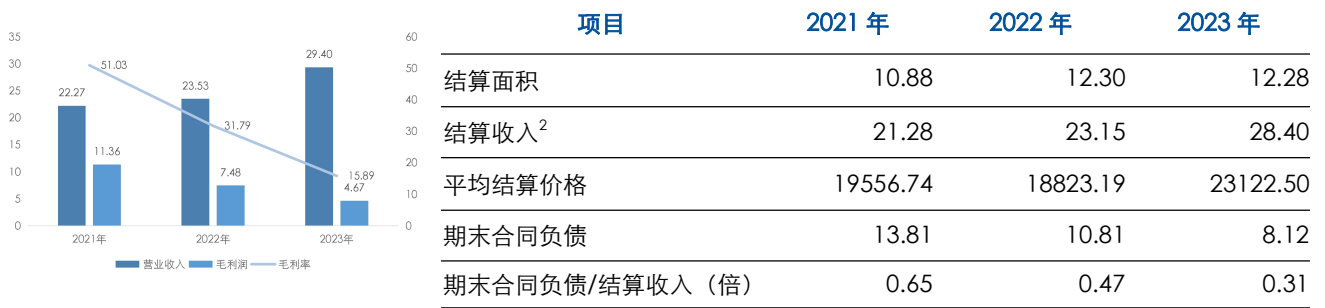 35
30
25
20
15
10
5
0
60
50
40
30
20
10
0
22.27
11.36
51.03
23.53
7.48
31.79
29.40
4.67
15.89
2021年
2022年
2023年
营业收入 毛利润 毛利率
项目 2021 年 2022 年 2023 年
结算面积 10.88 12.30 12.28
结算收入2 21.28 23.15 28.40
平均结算价格 19556.74 18823.19 23122.50
期末合同负债 13.81 10.81 8.12
期末合同负债/结算收入（倍） 0.65 0.47 0.31